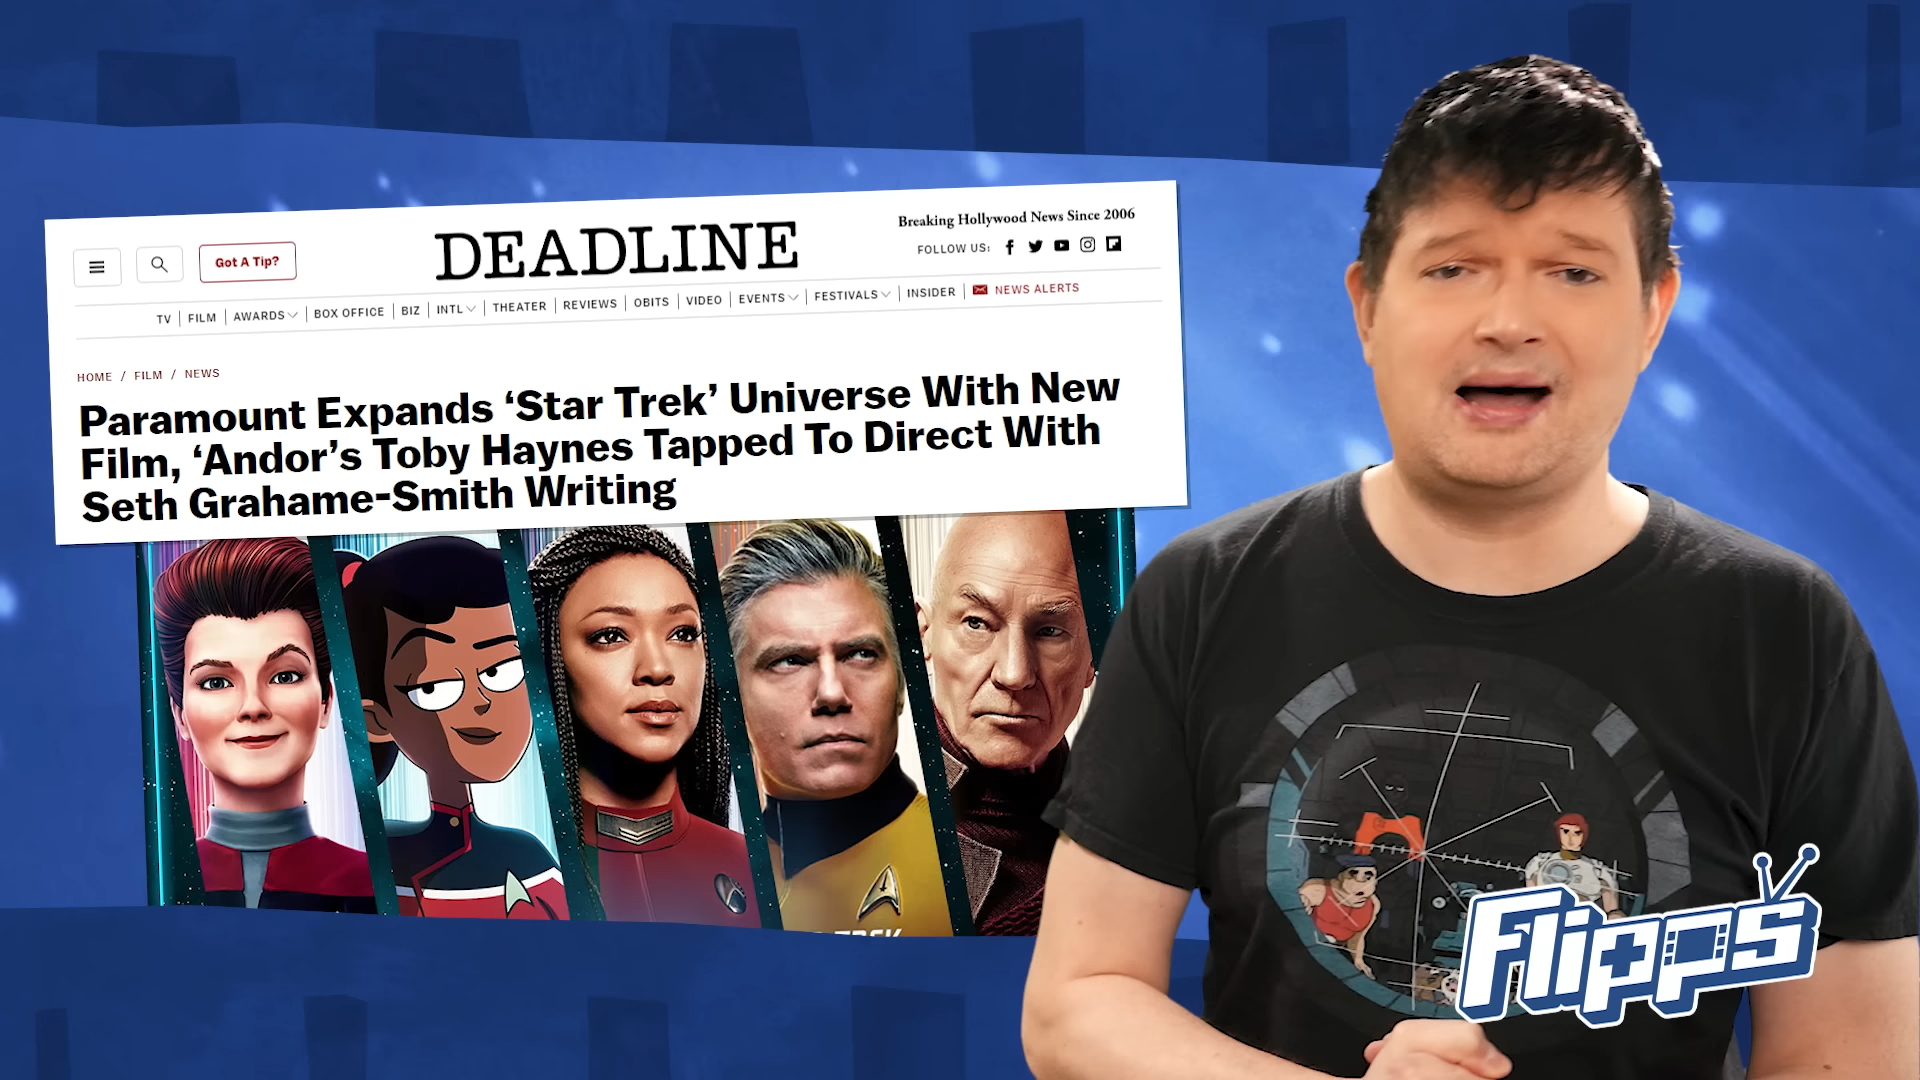 DEADLINE
Breaking Hollywood News Since 2006
Got A Tip?
FOLLOW US:
TV FILM AWARDS BOX OFFICE BIZ INTL THEATER REVIEWS OBITS VIDEO EVENTS FESTIVALS INSIDER NEWS ALERTS
HOME / FILM / NEWS
Paramount Expands ‘Star Trek’ Universe With New
Film, ‘Andor’s Toby Haynes Tapped To Direct With
Seth Grahame-Smith Writing
TREK
Flipps